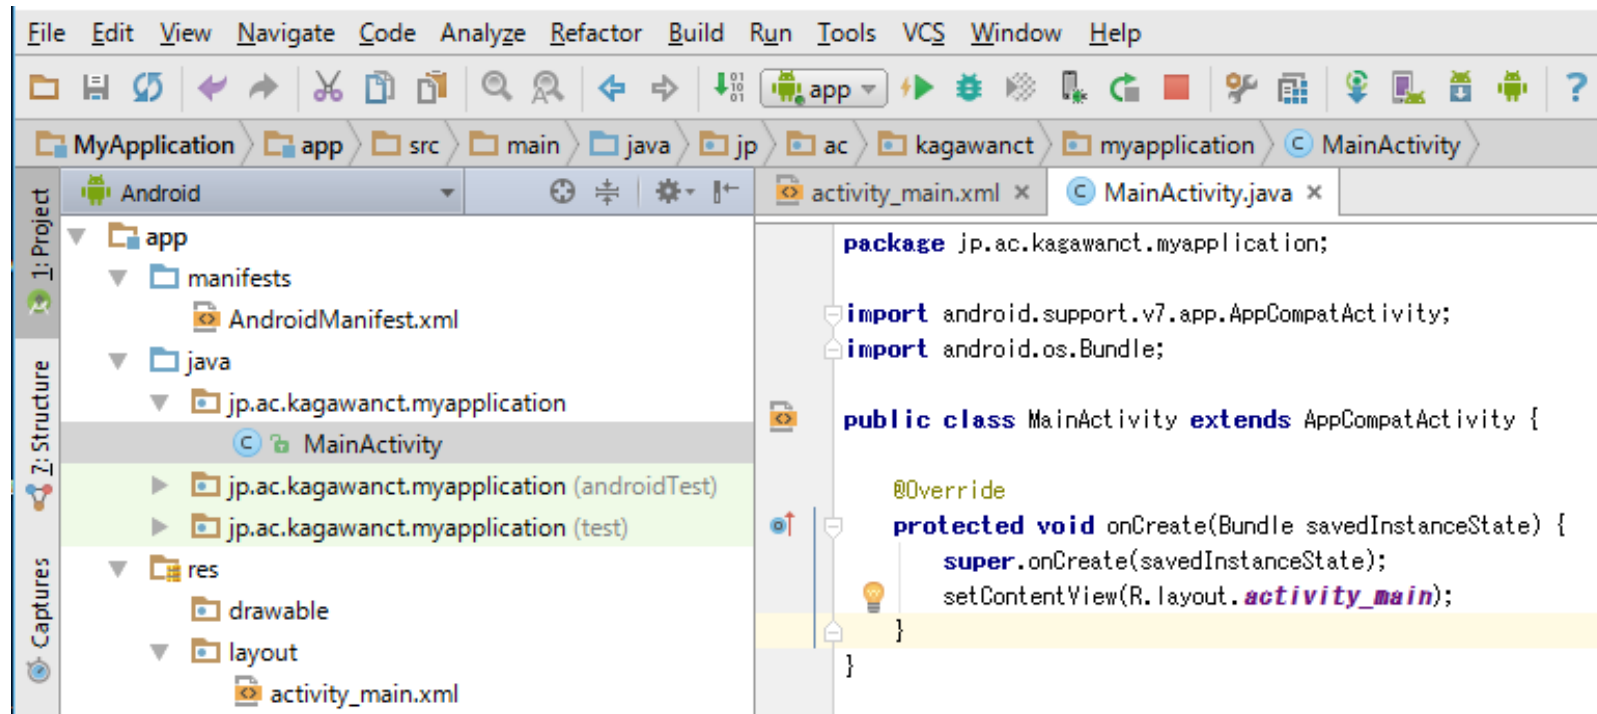 File Edit View Navigate Code Analyze Refactor Build Run Tools VCS Window Help
app
MyApplication app src main java jp ac kagawanct myapplication MainActivity
1: Project
7: Structure
Captures
Android
app
manifests
AndroidManifest.xml
java
jp.ac.kagawanct.myapplication
MainActivity
jp.ac.kagawanct.myapplication (androidTest)
jp.ac.kagawanct.myapplication (test)
res
drawable
layout
activity_main.xml
activity_main.xml MainActivity.java
package jp.ac.kagawanct.myapplication;
import android.support.v7.app.AppCompatActivity;
import android.os.Bundle;
public class MainActivity extends AppCompatActivity {
@Override
protected void onCreate(Bundle savedInstanceState) {
super.onCreate(savedInstanceState);
setContentView(R.layout.activity_main);
}
}